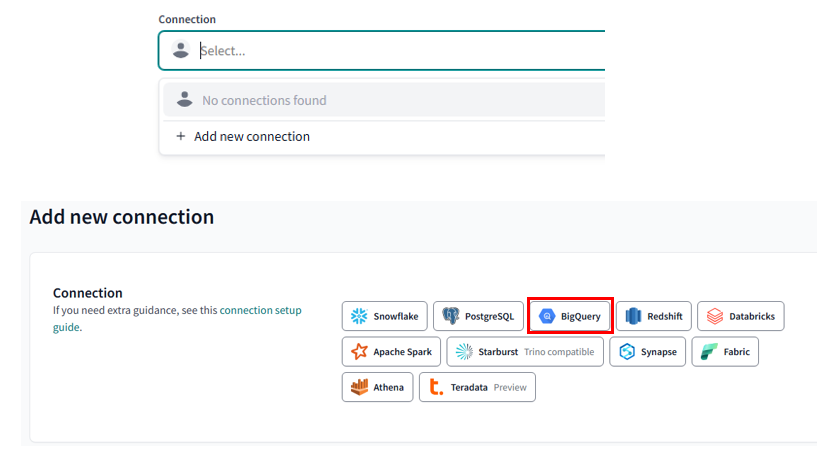 Connection
Select...
No connections found
+ Add new connection
Add new connection
Connection
If you need extra guidance, see this connection setup
guide.
Snowflake PostgreSQL BigQuery Redshift Databricks
Apache Spark Starburst Trino compatible Synapse Fabric
Athena t. Teradata Preview